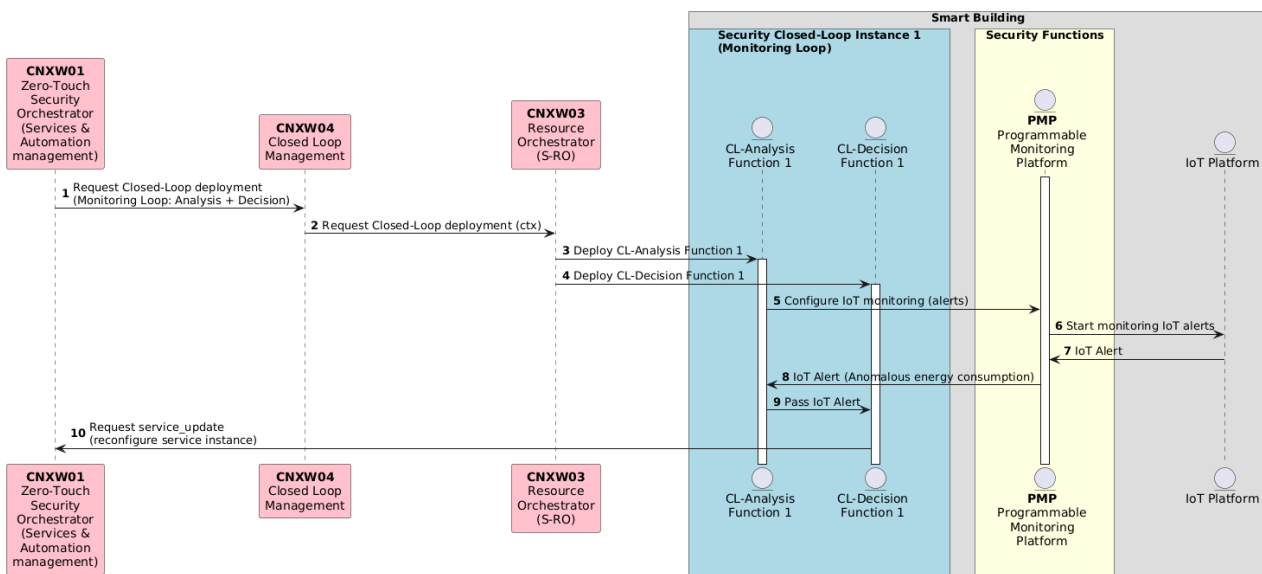 Smart Building
Security Closed-Loop Instance 1
(Monitoring Loop)
Security Functions
CNXW01
Zero-Touch
Security
Orchestrator
(Services &
Automation
management)
CNXW04
Closed Loop
Management
CNXW03
Resource
Orchestrator
(S-RO)
CL-Analysis
Function 1
CL-Decision
Function 1
PMP
Programmable
Monitoring
Platform
IoT Platform
1 Request Closed-Loop deployment
(Monitoring Loop: Analysis + Decision)
2 Request Closed-Loop deployment (ctx)
3 Deploy CL-Analysis Function 1
4 Deploy CL-Decision Function 1
5 Configure IoT monitoring (alerts)
6 Start monitoring IoT alerts
7 IoT Alert
8 IoT Alert (Anomalous energy consumption)
9 Pass IoT Alert
10 Request service_update
(reconfigure service instance)
CNXW01
Zero-Touch
Security
Orchestrator
(Services &
Automation
management)
CNXW04
Closed Loop
Management
CNXW03
Resource
Orchestrator
(S-RO)
CL-Analysis
Function 1
CL-Decision
Function 1
PMP
Programmable
Monitoring
Platform
IoT Platform